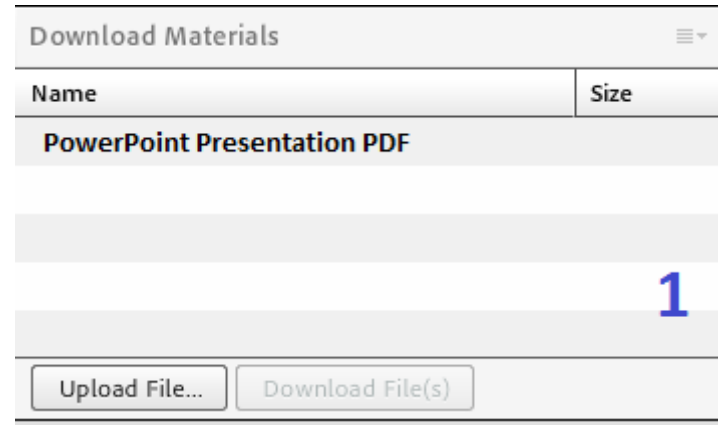 Download Materials
Name Size
PowerPoint Presentation PDF
1
Upload File... Download File(s)